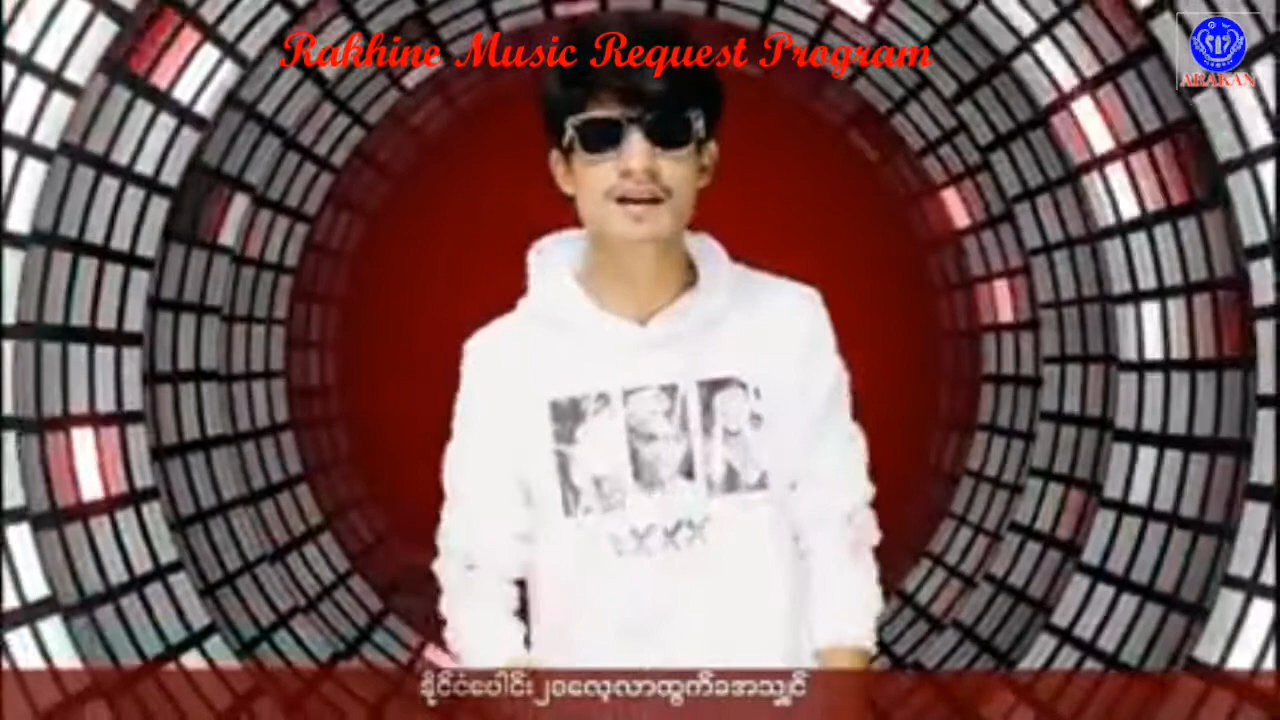 Rakhine Music Request Program
ARAKAN
နိုင်ငံပေါင်း၂၀လေ့လာထွက်ခအသျှင်